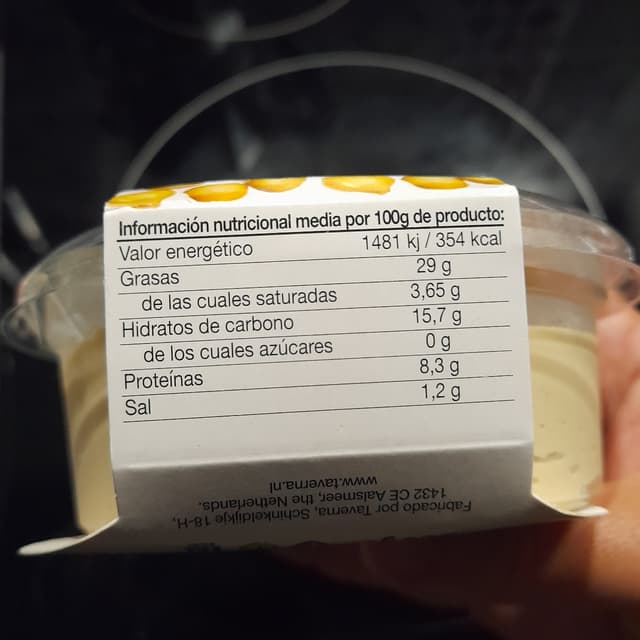 Información nutricional media por 100g de producto:
Valor energético 1481 kj / 354 kcal
Grasas 29 g
de las cuales saturadas 3,65 g
Hidratos de carbono 15,7 g
de los cuales azúcares 0 g
Proteínas 8,3 g
Sal 1,2 g
Fabricado por Taverna, Schinkeldijkje 18-H,
1432 CE Aalsmeer, the Netherlands.
www.taverna.nl